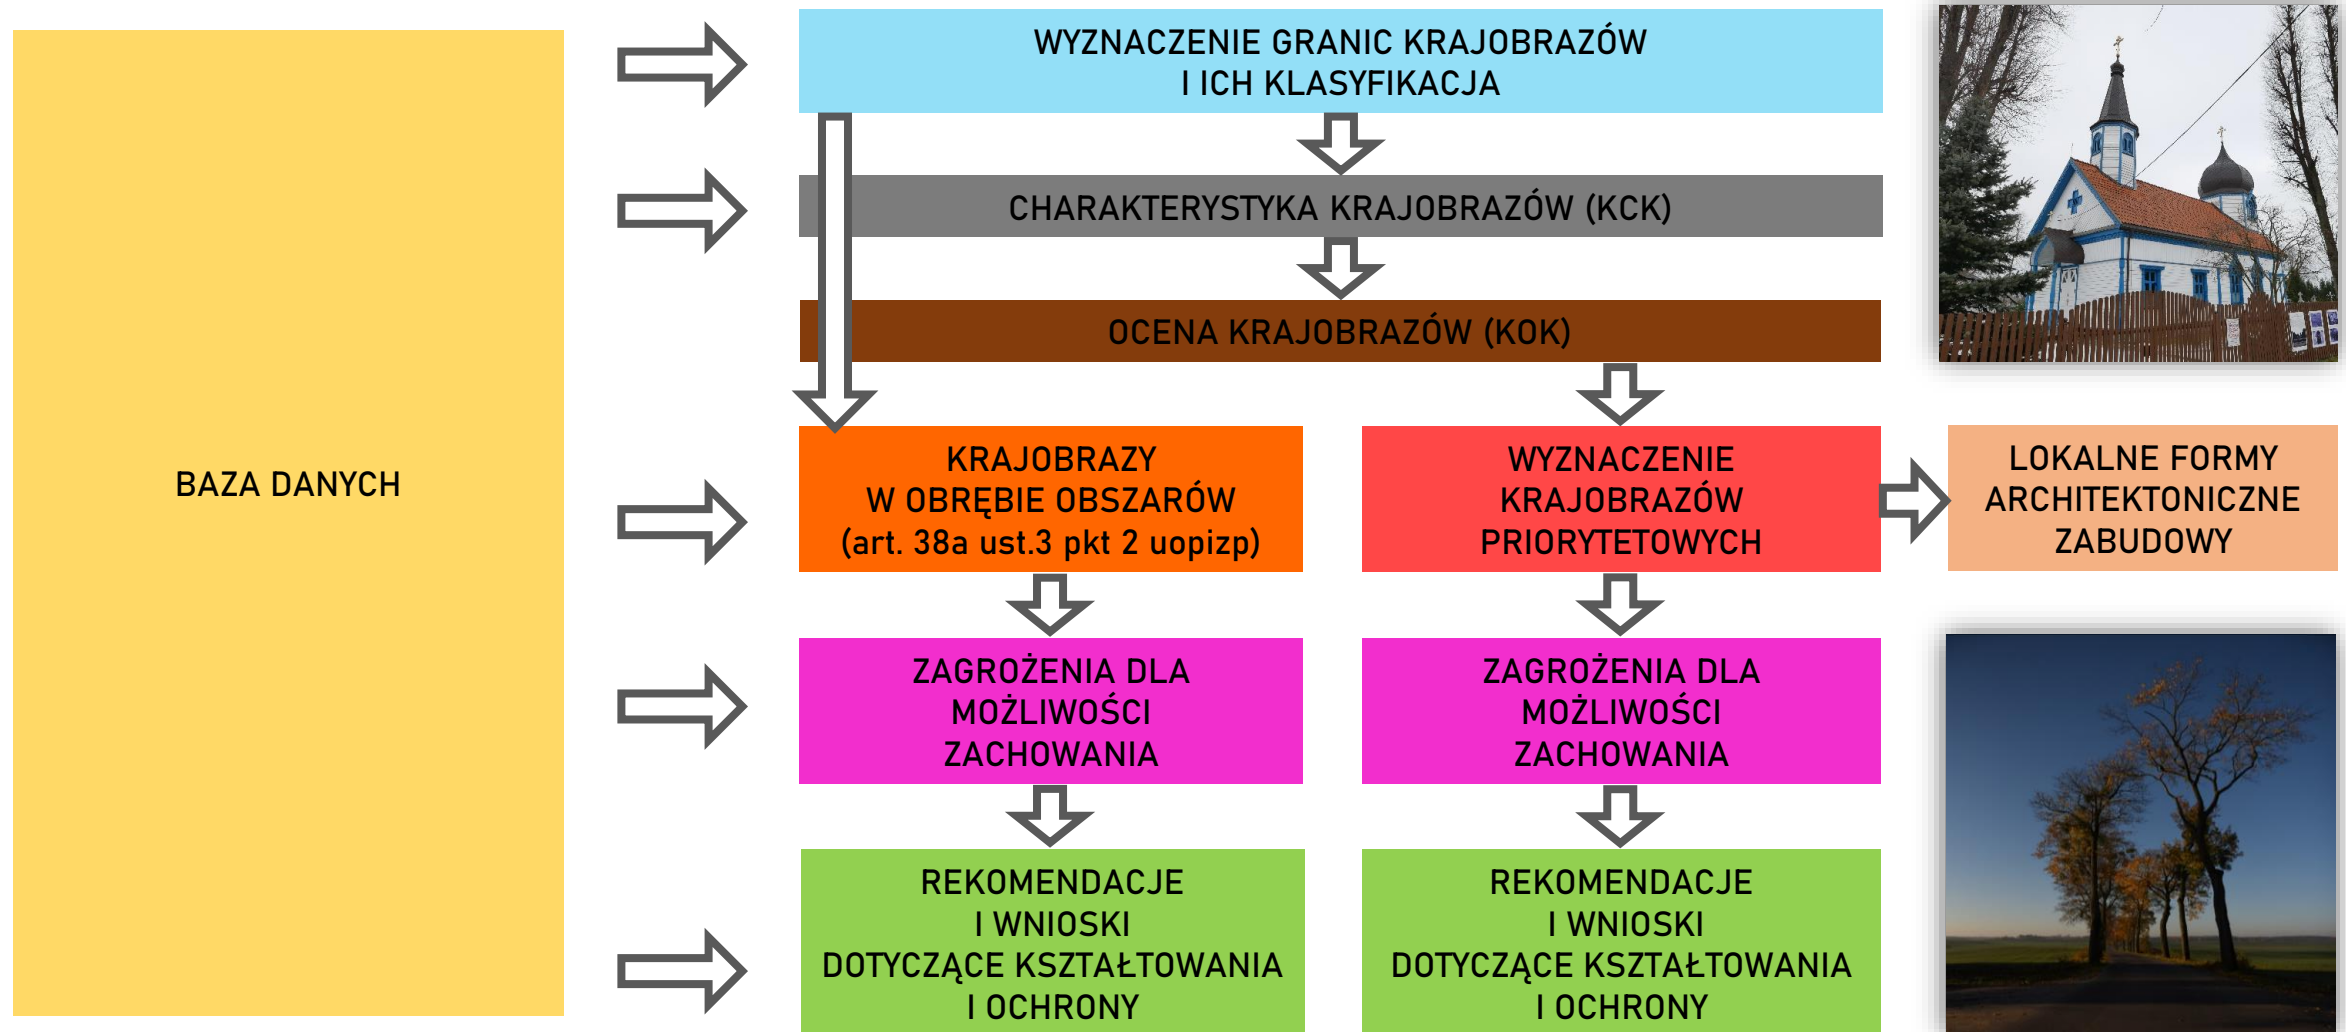 WYZNACZENIE GRANIC KRAJOBRAZÓW
I ICH KLASYFIKACJA
CHARAKTERYSTYKA KRAJOBRAZÓW (KCK)
OCENA KRAJOBRAZÓW (KOK)
BAZA DANYCH
KRAJOBRAZY
W OBRĘBIE OBSZARÓW
(art. 38a ust.3 pkt 2 uopizp)
WYZNACZENIE
KRAJOBRAZÓW
PRIORYTETOWYCH
LOKALNE FORMY
ARCHITEKTONICZNE
ZABUDOWY
ZAGROŻENIA DLA
MOŻLIWOŚCI
ZACHOWANIA
ZAGROŻENIA DLA
MOŻLIWOŚCI
ZACHOWANIA
REKOMENDACJE
I WNIOSKI
DOTYCZĄCE KSZTAŁTOWANIA
I OCHRONY
REKOMENDACJE
I WNIOSKI
DOTYCZĄCE KSZTAŁTOWANIA
I OCHRONY